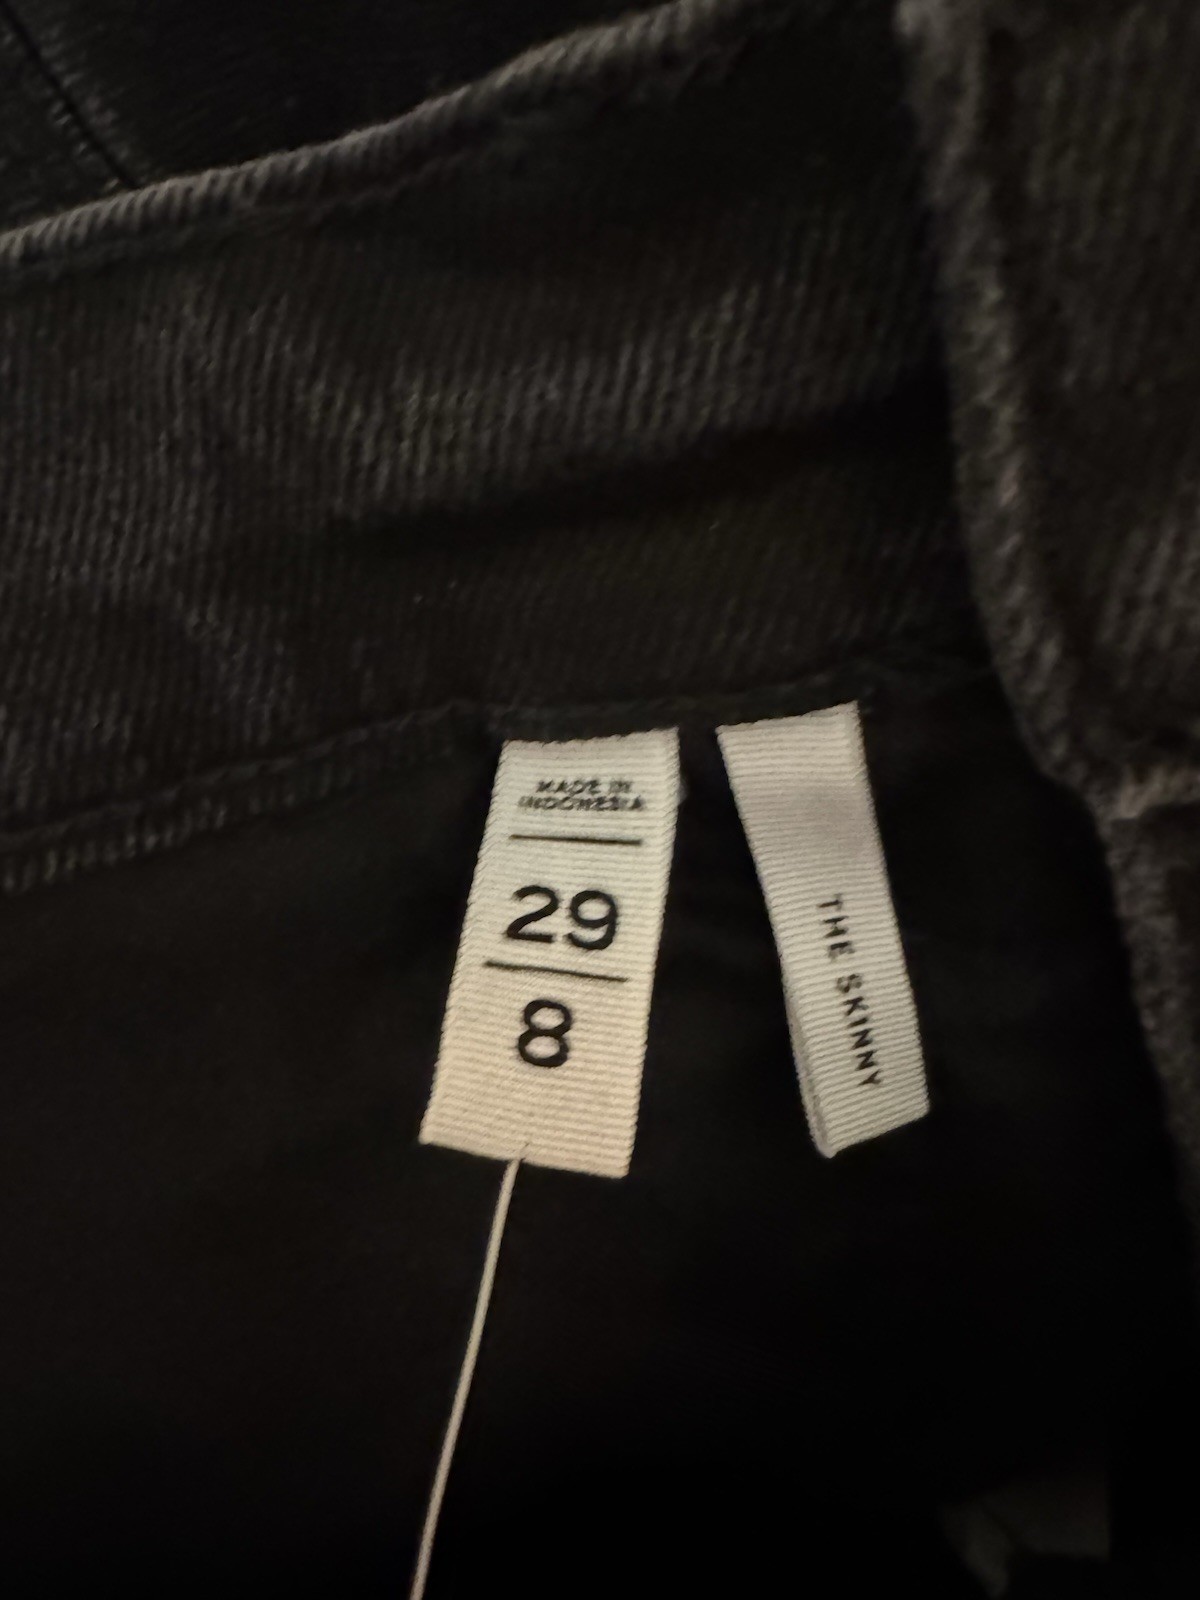 MADE IN
INDONESIA
29
8
THE SKINNY